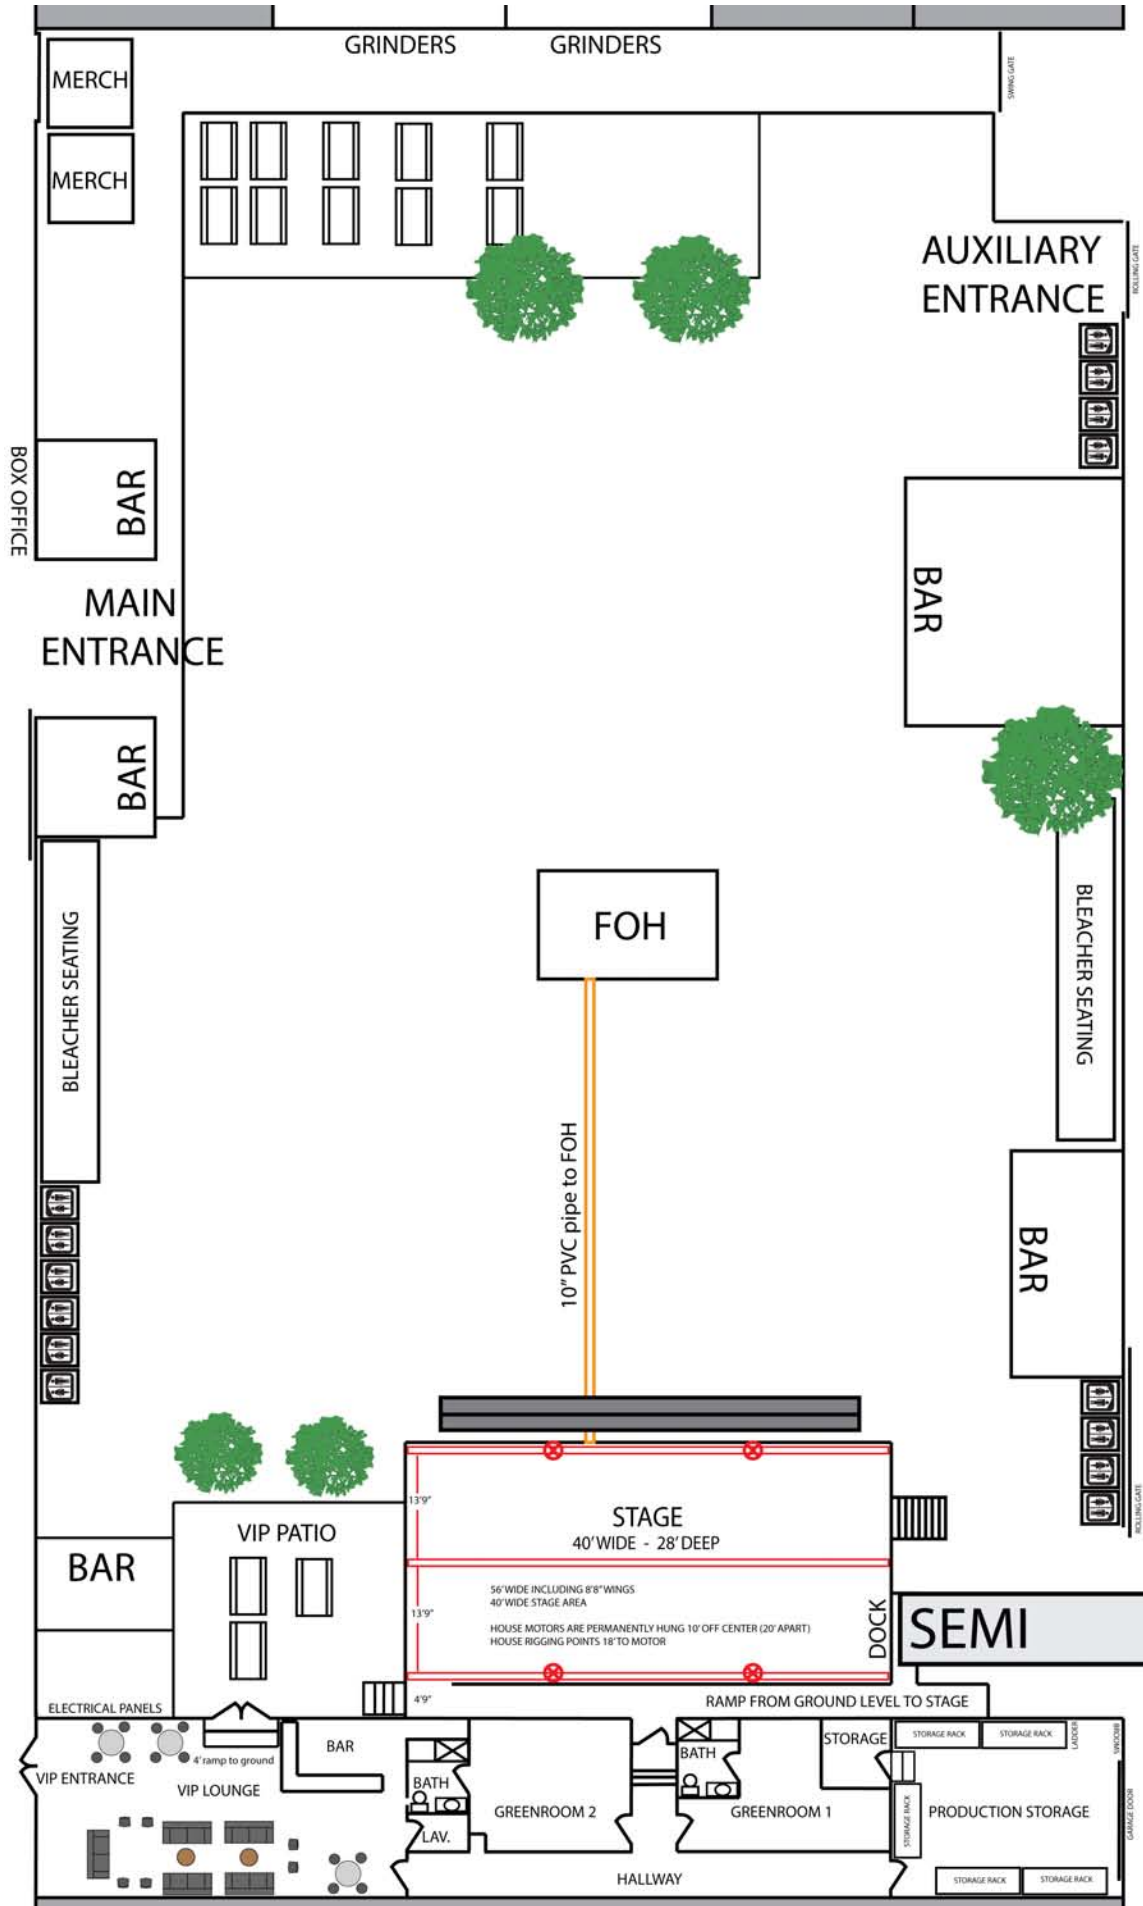 GRINDERS
GRINDERS
MERCH
SWING GATE
MERCH
AUXILIARY
ENTRANCE
ROLLING GATE
BOX OFFICE
BAR
BAR
MAIN
ENTRANCE
BAR
FOH
BLEACHER SEATING
BLEACHER SEATING
10" PVC pipe to FOH
BAR
ROLLING GATE
13'9"
STAGE
40' WIDE - 28' DEEP
VIP PATIO
BAR
56' WIDE INCLUDING 8'8" WINGS
40' WIDE STAGE AREA
13'9"
HOUSE MOTORS ARE PERMANENTLY HUNG 10' OFF CENTER (20' APART)
HOUSE RIGGING POINTS 18' TO MOTOR
DOCK
SEMI
4'9"
RAMP FROM GROUND LEVEL TO STAGE
ELECTRICAL PANELS
STORAGE RACK
STORAGE RACK
LADDER
BROOMS
BAR
STORAGE
BATH
4' ramp to ground
VIP ENTRANCE
VIP LOUNGE
BATH
GREENROOM 2
GREENROOM 1
STORAGE RACK
PRODUCTION STORAGE
GARAGE DOOR
LAV.
HALLWAY
STORAGE RACK
STORAGE RACK